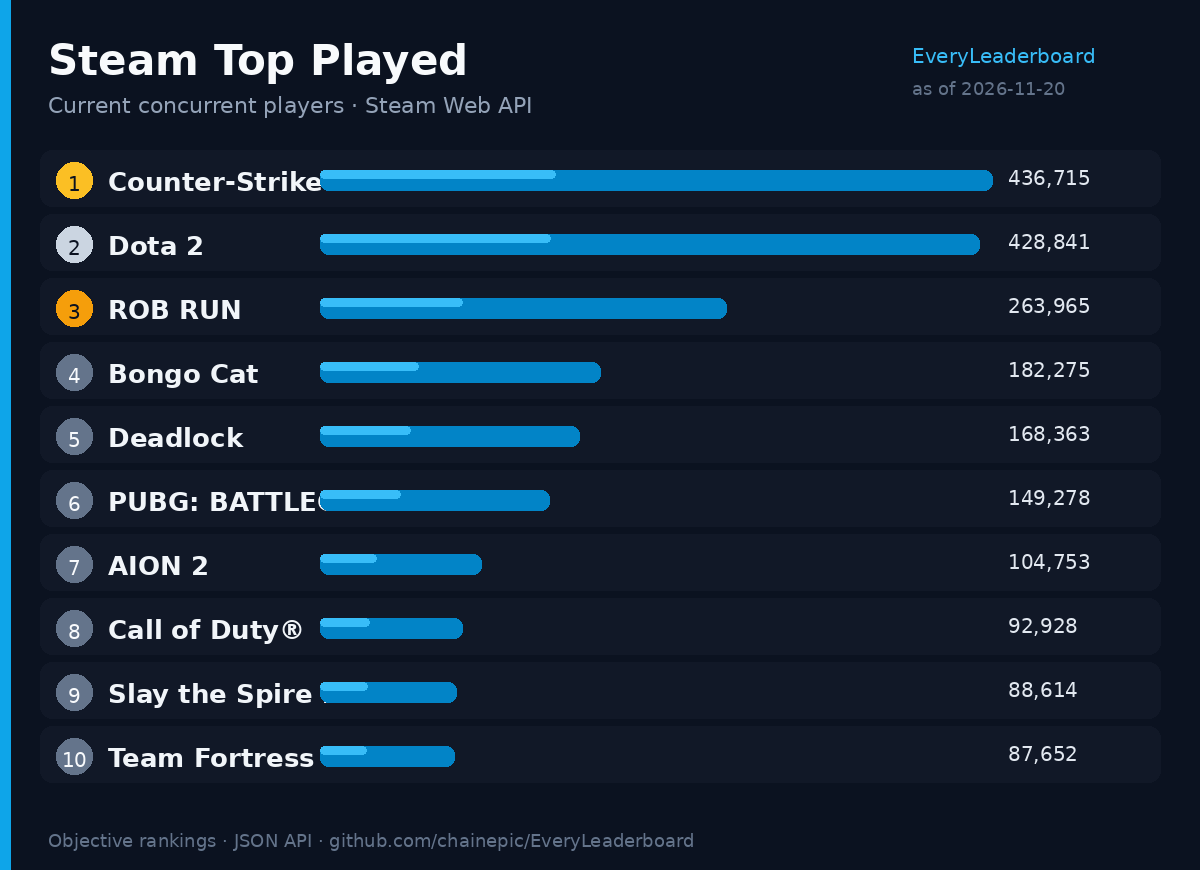 Steam Top Played
EveryLeaderboard
Current concurrent players · Steam Web API
as of 2026-11-20
1 Counter-Strike 436,715
2 Dota 2 428,841
3 ROB RUN 263,965
4 Bongo Cat 182,275
5 Deadlock 168,363
6 PUBG: BATTLE 149,278
7 AION 2 104,753
8 Call of Duty® 92,928
9 Slay the Spire 88,614
10 Team Fortress 87,652
Objective rankings · JSON API · github.com/chainepic/EveryLeaderboard